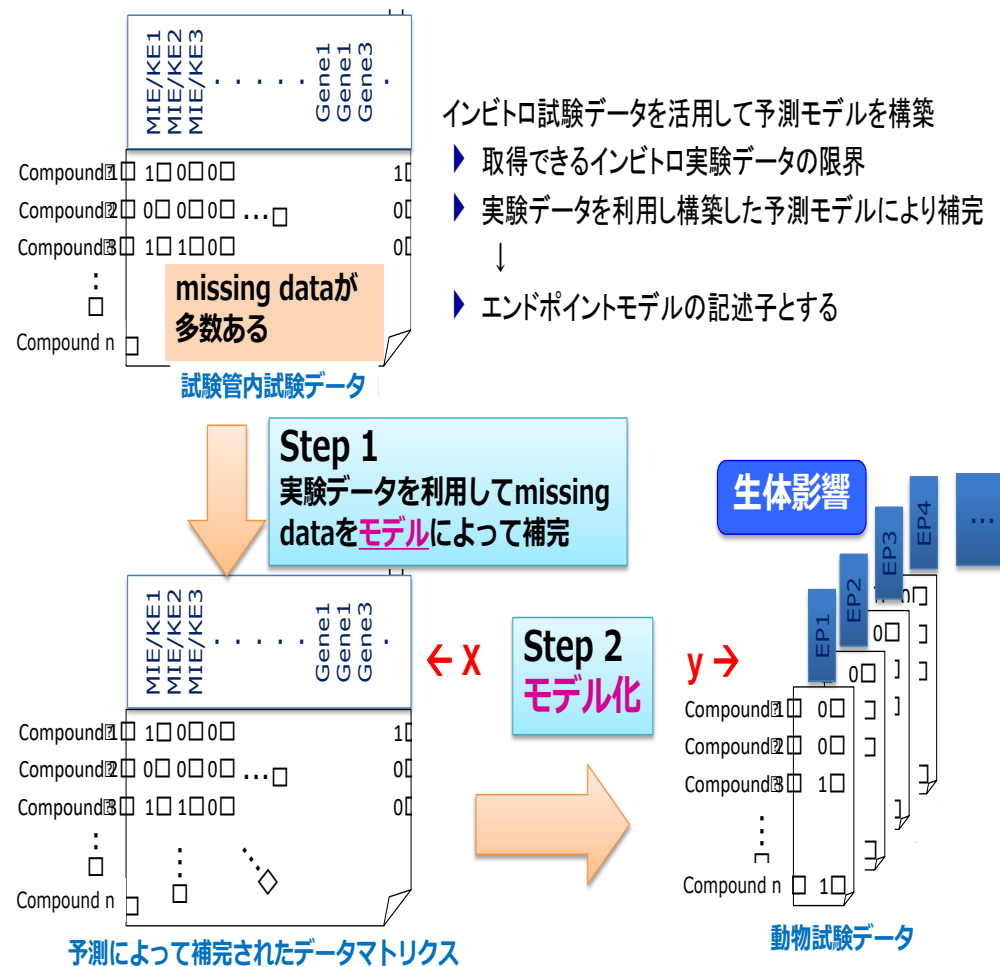 MIE/KE1
MIE/KE2
MIE/KE3
. . . . .
Gene1
Gene1
Gene3
.
インビトロ試験データを活用して予測モデルを構築
取得できるインビトロ実験データの限界
実験データを利用し構築した予測モデルにより補完
↓
エンドポイントモデルの記述子とする
Compound 1 1 0 0 1
Compound 2 0 0 0 ... 0
Compound 3 1 1 0 0
:
Compound n
missing dataが
多数ある
試験管内試験データ
Step 1
実験データを利用してmissing
dataをモデルによって補完
生体影響
MIE/KE1
MIE/KE2
MIE/KE3
. . . . .
Gene1
Gene1
Gene3
.
← X
Step 2
モデル化
y →
EP1
EP2
EP3
EP4
...
Compound 1 1 0 0 1
Compound 2 0 0 0 ... 0
Compound 3 1 1 0 0
:
Compound n
予測によって補完されたデータマトリクス
0
0
0
Compound 1 0
Compound 2 0
Compound 3 1
:
Compound n 1
動物試験データ